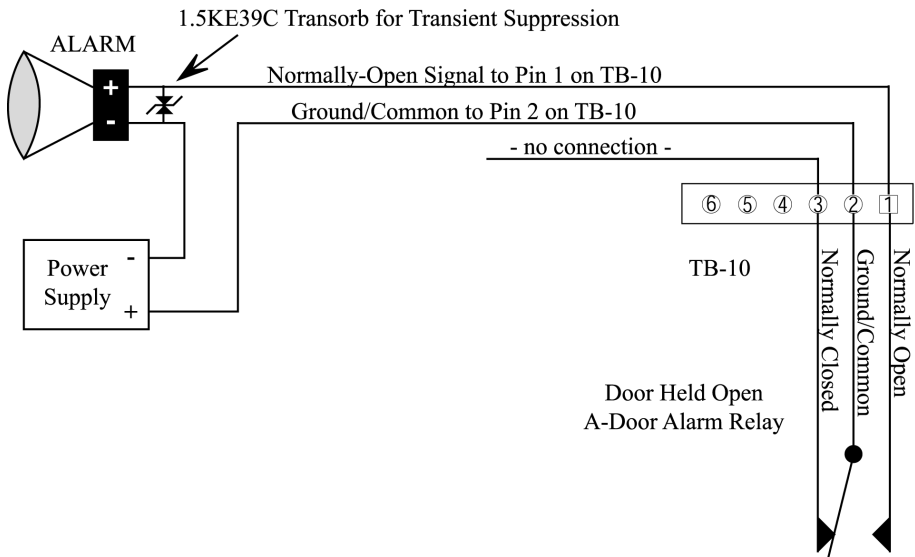 1.5KE39C Transorb for Transient Suppression
ALARM
+
-
Normally-Open Signal to Pin 1 on TB-10
Ground/Common to Pin 2 on TB-10
- no connection -
6 5 4 3 2 1
TB-10
Normally Closed
Ground/Common
Normally Open
Power
Supply
-
+
Door Held Open
A-Door Alarm Relay